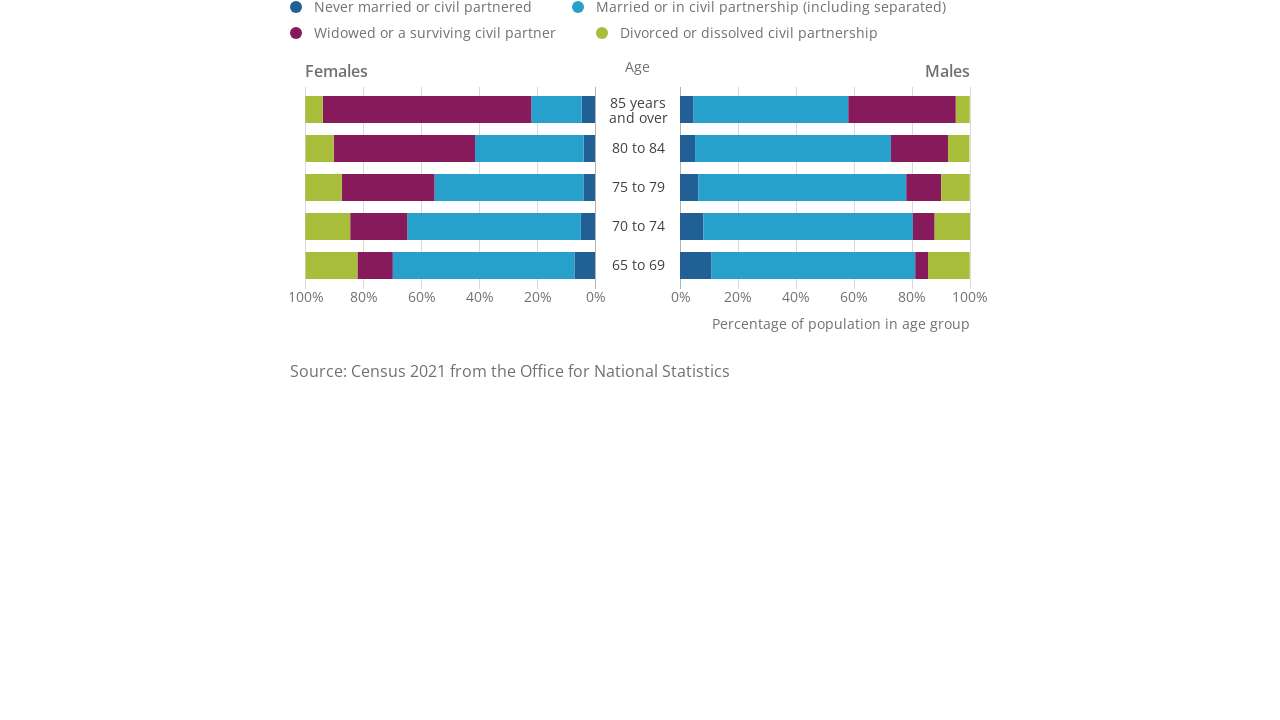 Never married or civil partnered
Married or in civil partnership (including separated)
Widowed or a surviving civil partner
Divorced or dissolved civil partnership
Females
Age
Males
85 years
and over
80 to 84
75 to 79
70 to 74
65 to 69
100% 80% 60% 40% 20% 0%
0% 20% 40% 60% 80% 100%
Percentage of population in age group
Source: Census 2021 from the Office for National Statistics